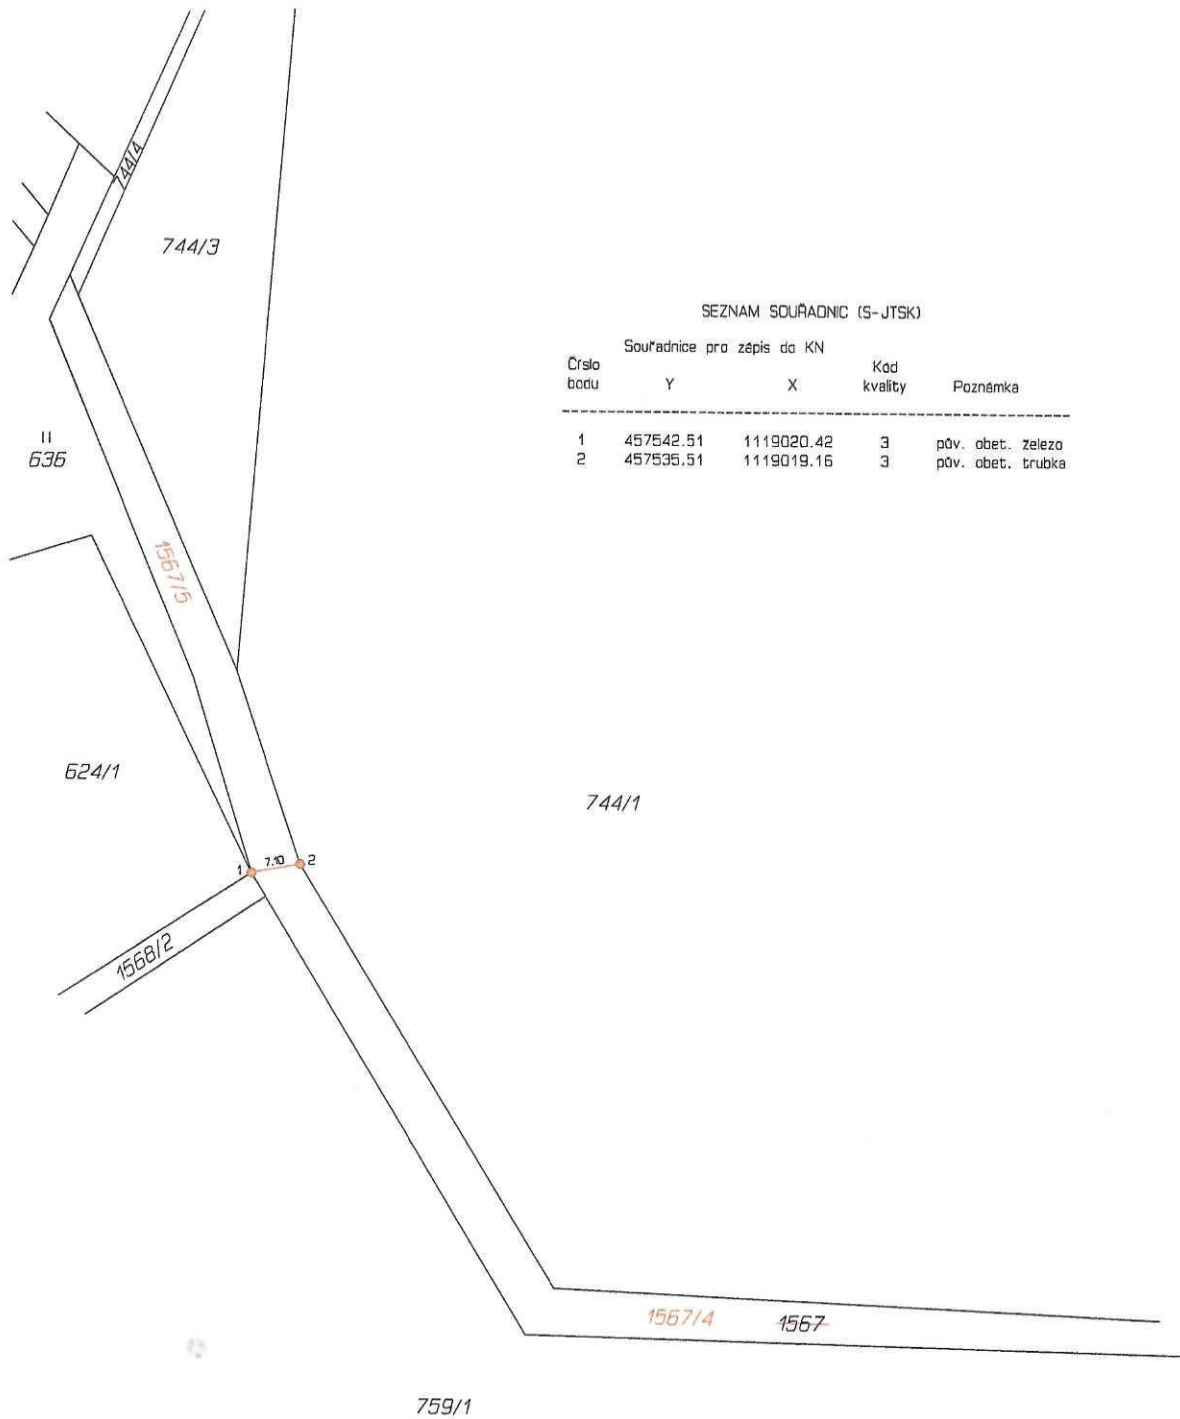 744/4
744/3
SEZNAM SOUŘADNIC (S-JTSK)
Souřadnice pro zápis do KN
Číslo bodu Y X Kód kvality Poznámka
1 457542.51 1119020.42 3 pův. obet. železo
2 457535.51 1119019.16 3 pův. obet. trubka
636
1567/5
624/1
744/1
1 7.10 2
1568/2
1567/4 1567
759/1